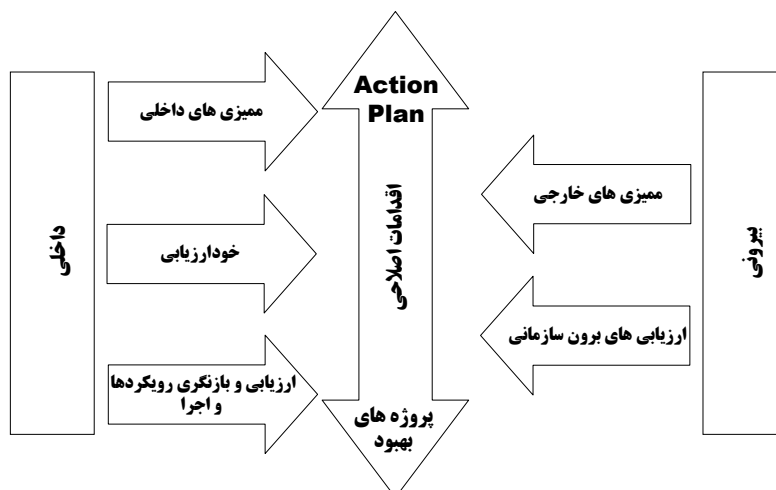 Action
Plan
ممیزی های داخلی
ممیزی های خارجی
داخلی
خودارزیابی
اقدامات اصلاحی
بیرونی
ارزیابی های برون سازمانی
ارزیابی و بازنگری رویکردها
و اجرا
پروژه های
بهبود